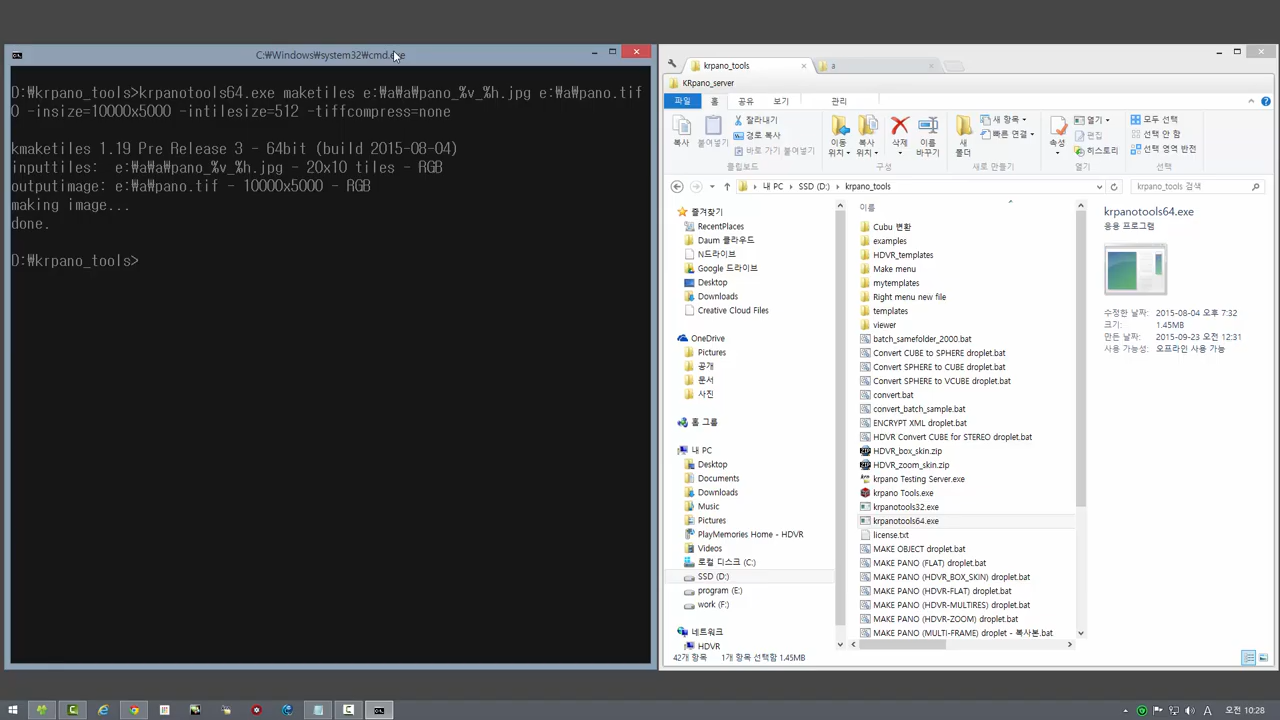 C:₩Windows₩system32₩cmd.exe
D:₩krpano_tools>krpanotools64.exe maketiles e:₩a₩a₩pano_%v_%h.jpg e:₩a₩pano.tif
0 -insize=10000x5000 -intilesize=512 -tiffcompress=none
maketiles 1.19 Pre Release 3 - 64bit (build 2015-08-04)
inputtiles:  e:₩a₩a₩pano_%v_%h.jpg - 20x10 tiles - RGB
outputimage: e:₩a₩pano.tif - 10000x5000 - RGB
making image...
done.
D:₩krpano_tools>
krpano_tools
a
KRpano_server
파일 홈 공유 보기 관리
복사
붙여넣기
잘라내기
경로 복사
바로 가기 붙여넣기
클립보드
이동 위치
복사 위치
삭제
이름 바꾸기
구성
새 폴더
새 항목
빠른 연결
새로 만들기
속성
열기
편집
히스토리
열기
모두 선택
선택 안 함
선택 영역 반전
선택
내 PC SSD (D:) krpano_tools
krpano_tools 검색
즐겨찾기
RecentPlaces
Daum 클라우드
N드라이브
Google 드라이브
Desktop
Downloads
Creative Cloud Files
OneDrive
Pictures
공개
문서
사진
홈 그룹
내 PC
Desktop
Documents
Downloads
Music
Pictures
PlayMemories Home - HDVR
Videos
로컬 디스크 (C:)
SSD (D:)
program (E:)
work (F:)
네트워크
HDVR
이름
Cubu 변환
examples
HDVR_templates
Make menu
mytemplates
Right menu new file
templates
viewer
batch_samefolder_2000.bat
Convert CUBE to SPHERE droplet.bat
Convert SPHERE to CUBE droplet.bat
Convert SPHERE to VCUBE droplet.bat
convert.bat
convert_batch_sample.bat
ENCRYPT XML droplet.bat
HDVR Convert CUBE for STEREO droplet.bat
HDVR_box_skin.zip
HDVR_zoom_skin.zip
krpano Testing Server.exe
krpano Tools.exe
krpanotools32.exe
krpanotools64.exe
license.txt
MAKE OBJECT droplet.bat
MAKE PANO (FLAT) droplet.bat
MAKE PANO (HDVR_BOX_SKIN) droplet.bat
MAKE PANO (HDVR-FLAT) droplet.bat
MAKE PANO (HDVR-MULTIRES) droplet.bat
MAKE PANO (HDVR-ZOOM) droplet.bat
MAKE PANO (MULTI-FRAME) droplet - 복사본.bat
krpanotools64.exe
응용 프로그램
수정한 날짜: 2015-08-04 오후 7:32
크기: 1.45MB
만든 날짜: 2015-09-23 오전 12:31
사용 가능성: 오프라인 사용 가능
42개 항목 1개 항목 선택함 1.45MB
A 오전 10:28